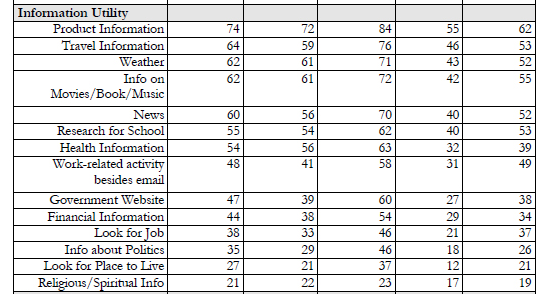 Information Utility
Product Information 74 72 84 55 62
Travel Information 64 59 76 46 53
Weather 62 61 71 43 52
Info on 62 61 72 42 55
Movies/Book/Music
News 60 56 70 40 52
Research for School 55 54 62 40 53
Health Information 54 56 63 32 39
Work-related activity 48 41 58 31 49
besides email
Government Website 47 39 60 27 38
Financial Information 44 38 54 29 34
Look for Job 38 33 46 21 37
Info about Politics 35 29 46 18 26
Look for Place to Live 27 21 37 12 21
Religious/Spiritual Info 21 22 23 17 19